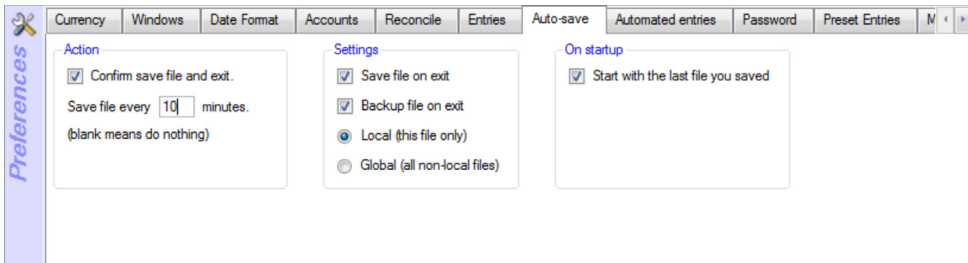 Preferences
Currency Windows Date Format Accounts Reconcile Entries Auto-save Automated entries Password Preset Entries
Action
Confirm save file and exit.
Save file every 10 minutes.
(blank means do nothing)
Settings
Save file on exit
Backup file on exit
Local (this file only)
Global (all non-local files)
On startup
Start with the last file you saved